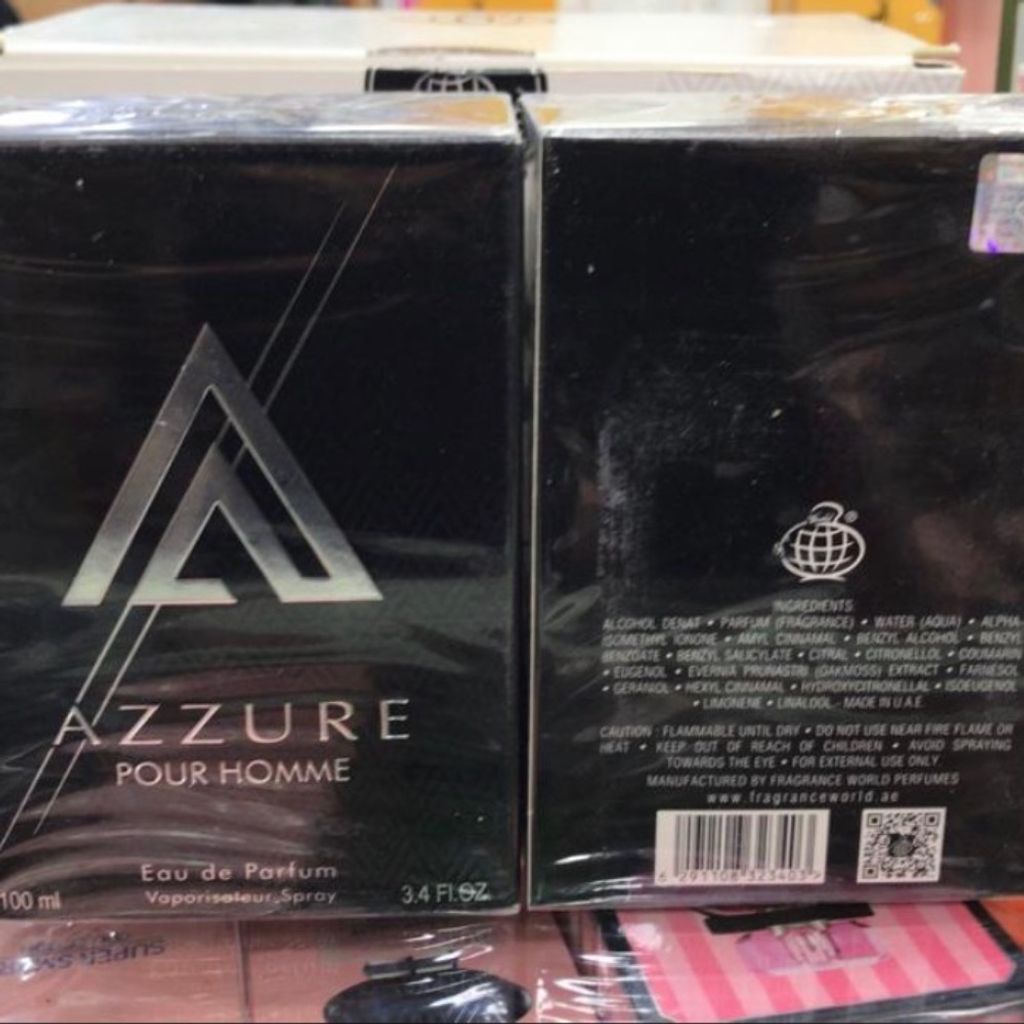 AZZURE
POUR HOMME
Eau de Parfum
Vaporisateur Spray
100 ml
3.4 Fl.OZ
INGREDIENTS
ALCOHOL DENAT • PARFUM (FRAGRANCE) • WATER (AQUA) • ALPHA-
ISOMETHYL IONONE • AMYL CINNAMAL • BENZYL ALCOHOL • BENZYL
BENZOATE • BENZYL SALICYLATE • CITRAL • CITRONELLOL • COUMARIN
• EUGENOL • EVERNIA PRUNASTRI (OAKMOSS) EXTRACT • FARNESOL
• GERANIOL • HEXYL CINNAMAL • HYDROXYCITRONELLAL • ISOEUGENOL
• LIMONENE • LINALOOL - MADE IN U.A.E.
CAUTION : FLAMMABLE UNTIL DRY • DO NOT USE NEAR FIRE FLAME OR
HEAT • KEEP OUT OF REACH OF CHILDREN • AVOID SPRAYING
TOWARDS THE EYE • FOR EXTERNAL USE ONLY.
MANUFACTURED BY FRAGRANCE WORLD PERFUMES
www.fragranceworld.ae
6 291108 323403